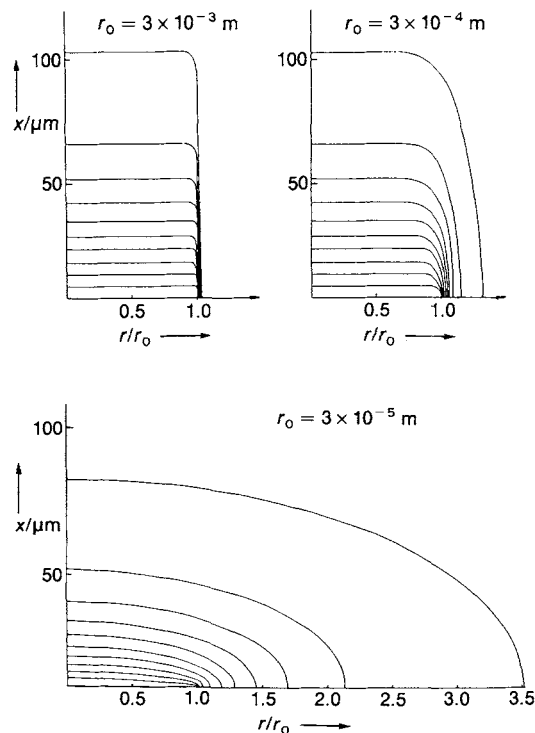 r₀ = 3 × 10⁻³ m
r₀ = 3 × 10⁻⁴ m
100
x/μm
50
0.5
1.0
r/r₀
100
50
0.5
1.0
r/r₀
r₀ = 3 × 10⁻⁵ m
100
x/μm
50
0.5
1.0
1.5
2.0
2.5
3.0
3.5
r/r₀